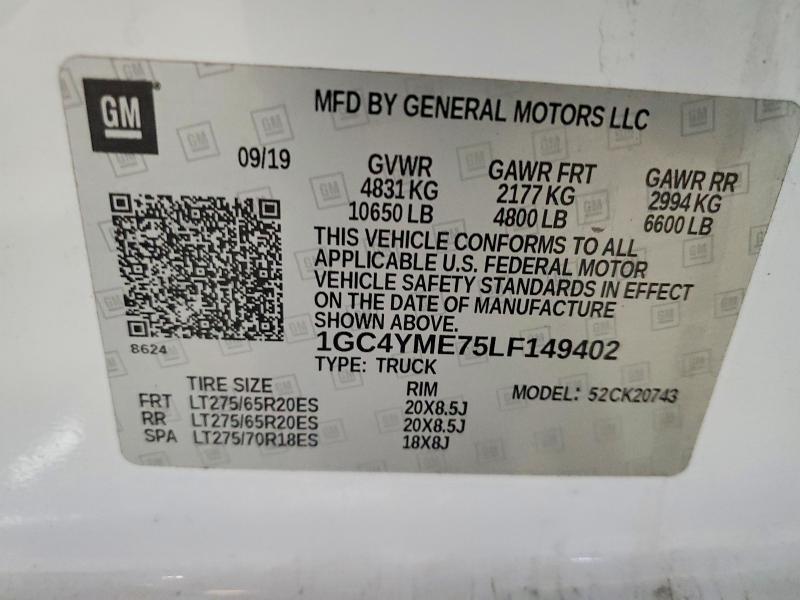 GM
MFD BY GENERAL MOTORS LLC
09/19
GVWR GAWR FRT GAWR RR
4831 KG 2177 KG 2994 KG
10650 LB 4800 LB 6600 LB
THIS VEHICLE CONFORMS TO ALL
APPLICABLE U.S. FEDERAL MOTOR
VEHICLE SAFETY STANDARDS IN EFFECT
ON THE DATE OF MANUFACTURE
SHOWN ABOVE.
8624
1GC4YME75LF149402
TYPE: TRUCK
MODEL: 52CK20743
TIRE SIZE RIM
FRT LT275/65R20ES 20X8.5J
RR LT275/65R20ES 20X8.5J
SPA LT275/70R18ES 18X8J